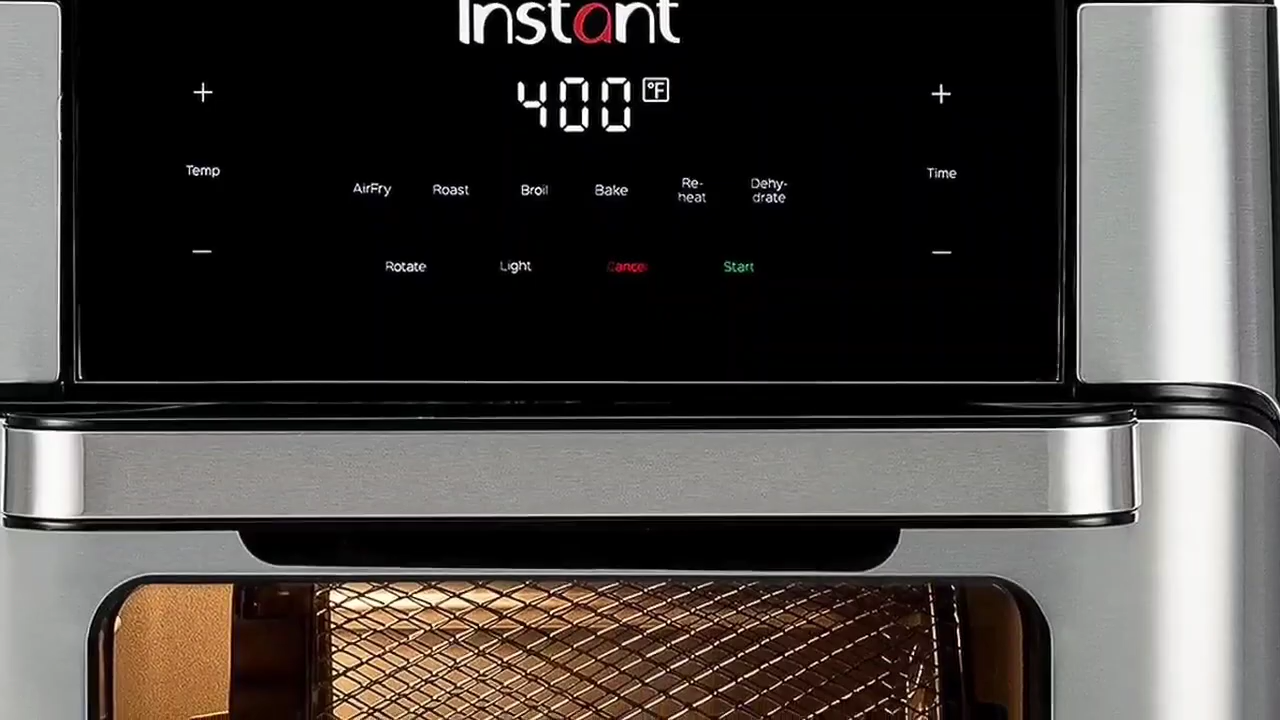 Instant
400 °F
+ +
Temp Time
AirFry Roast Broil Bake Re-heat Dehy-drate
- -
Rotate Light Cancel Start